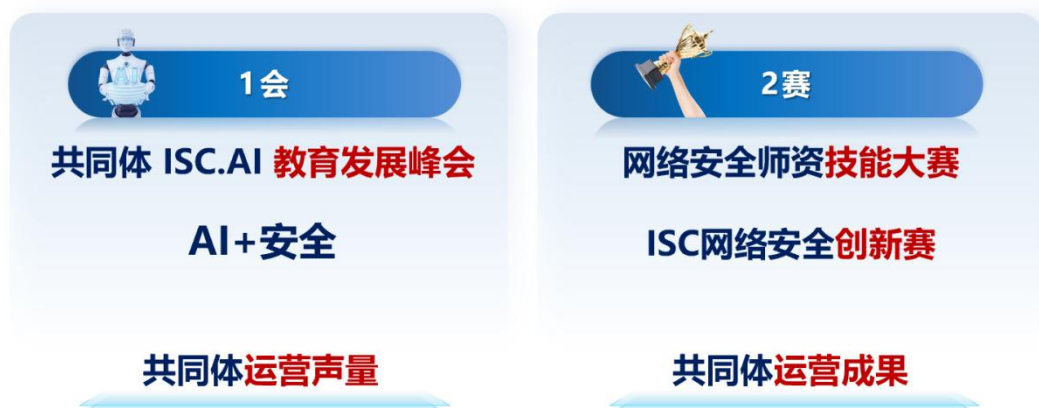 1会
共同体 ISC.AI 教育发展峰会
AI+安全
共同体运营声量
2赛
网络安全师资技能大赛
ISC网络安全创新赛
共同体运营成果